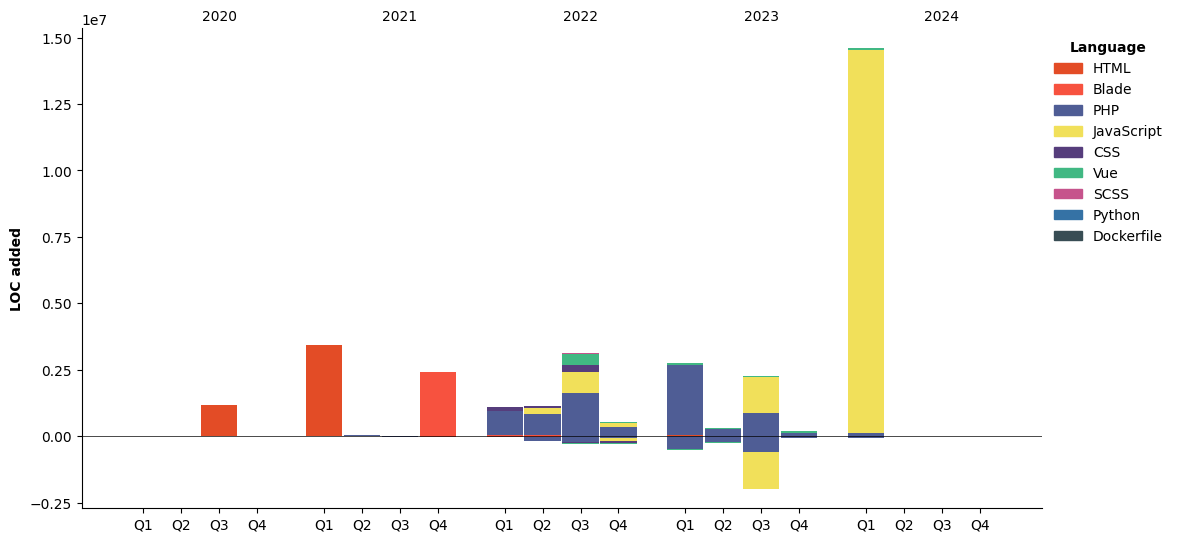 2020 2021 2022 2023 2024
1e7
1.50
1.25
1.00
0.75
0.50
0.25
0.00
−0.25
LOC added
Q1 Q2 Q3 Q4 Q1 Q2 Q3 Q4 Q1 Q2 Q3 Q4 Q1 Q2 Q3 Q4 Q1 Q2 Q3 Q4
Language
HTML
Blade
PHP
JavaScript
CSS
Vue
SCSS
Python
Dockerfile